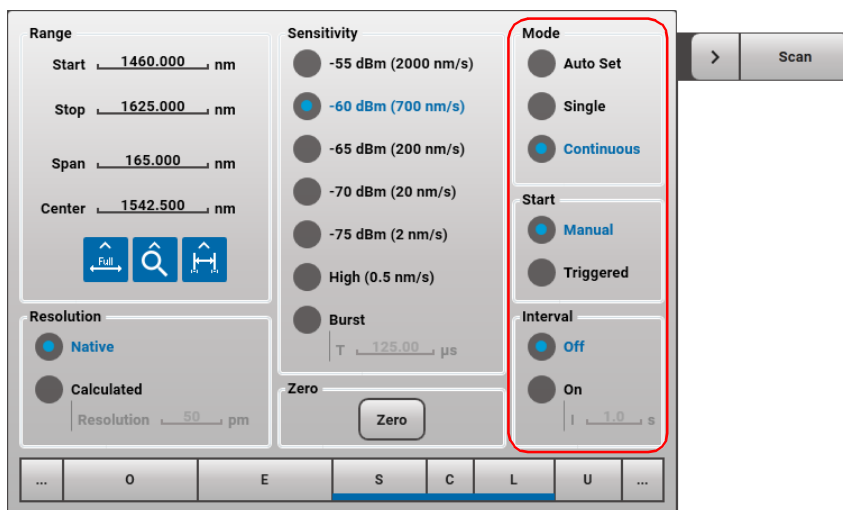 Range
Start 1460.000 nm
Stop 1625.000 nm
Span 165.000 nm
Center 1542.500 nm
Full
Resolution
Native
Calculated
Resolution 50 pm
Sensitivity
-55 dBm (2000 nm/s)
-60 dBm (700 nm/s)
-65 dBm (200 nm/s)
-70 dBm (20 nm/s)
-75 dBm (2 nm/s)
High (0.5 nm/s)
Burst
T 125.00 µs
Zero
Zero
Mode
Auto Set
Single
Continuous
Start
Manual
Triggered
Interval
Off
On
I 1.0 s
> Scan
... O E S C L U ...